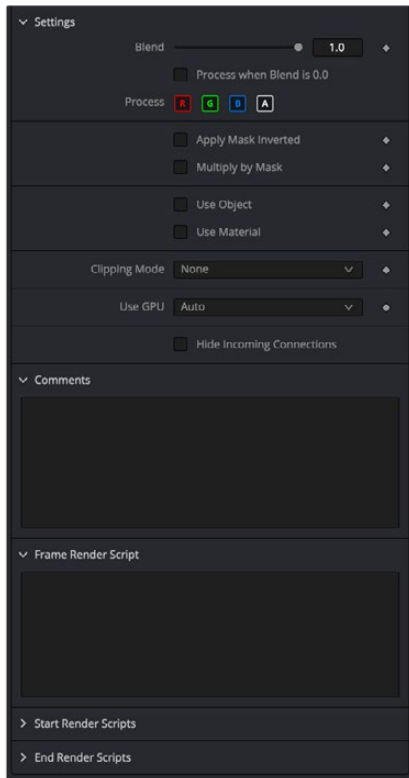 Settings
Blend 1.0
Process when Blend is 0.0
Process R G B A
Apply Mask Inverted
Multiply by Mask
Use Object
Use Material
Clipping Mode None
Use GPU Auto
Hide Incoming Connections
Comments
Frame Render Script
Start Render Scripts
End Render Scripts